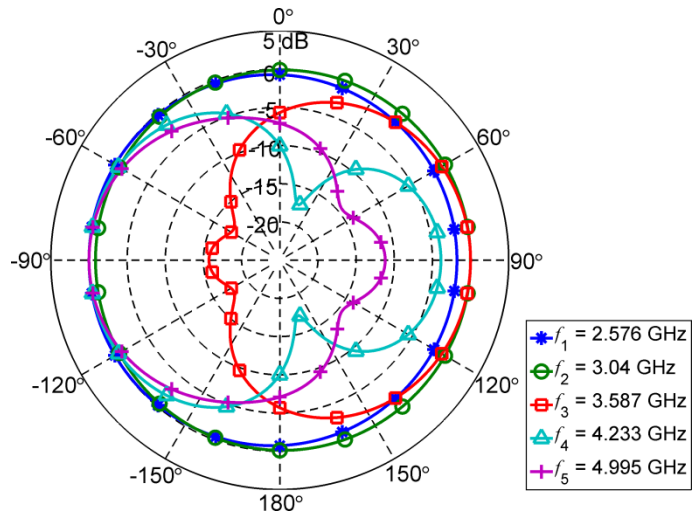 0°
5 dB
-30°
30°
0
-5
-60°
60°
-10
-15
-20
-90°
90°
-120°
120°
-150°
150°
180°
f1 = 2.576 GHz
f2 = 3.04 GHz
f3 = 3.587 GHz
f4 = 4.233 GHz
f5 = 4.995 GHz